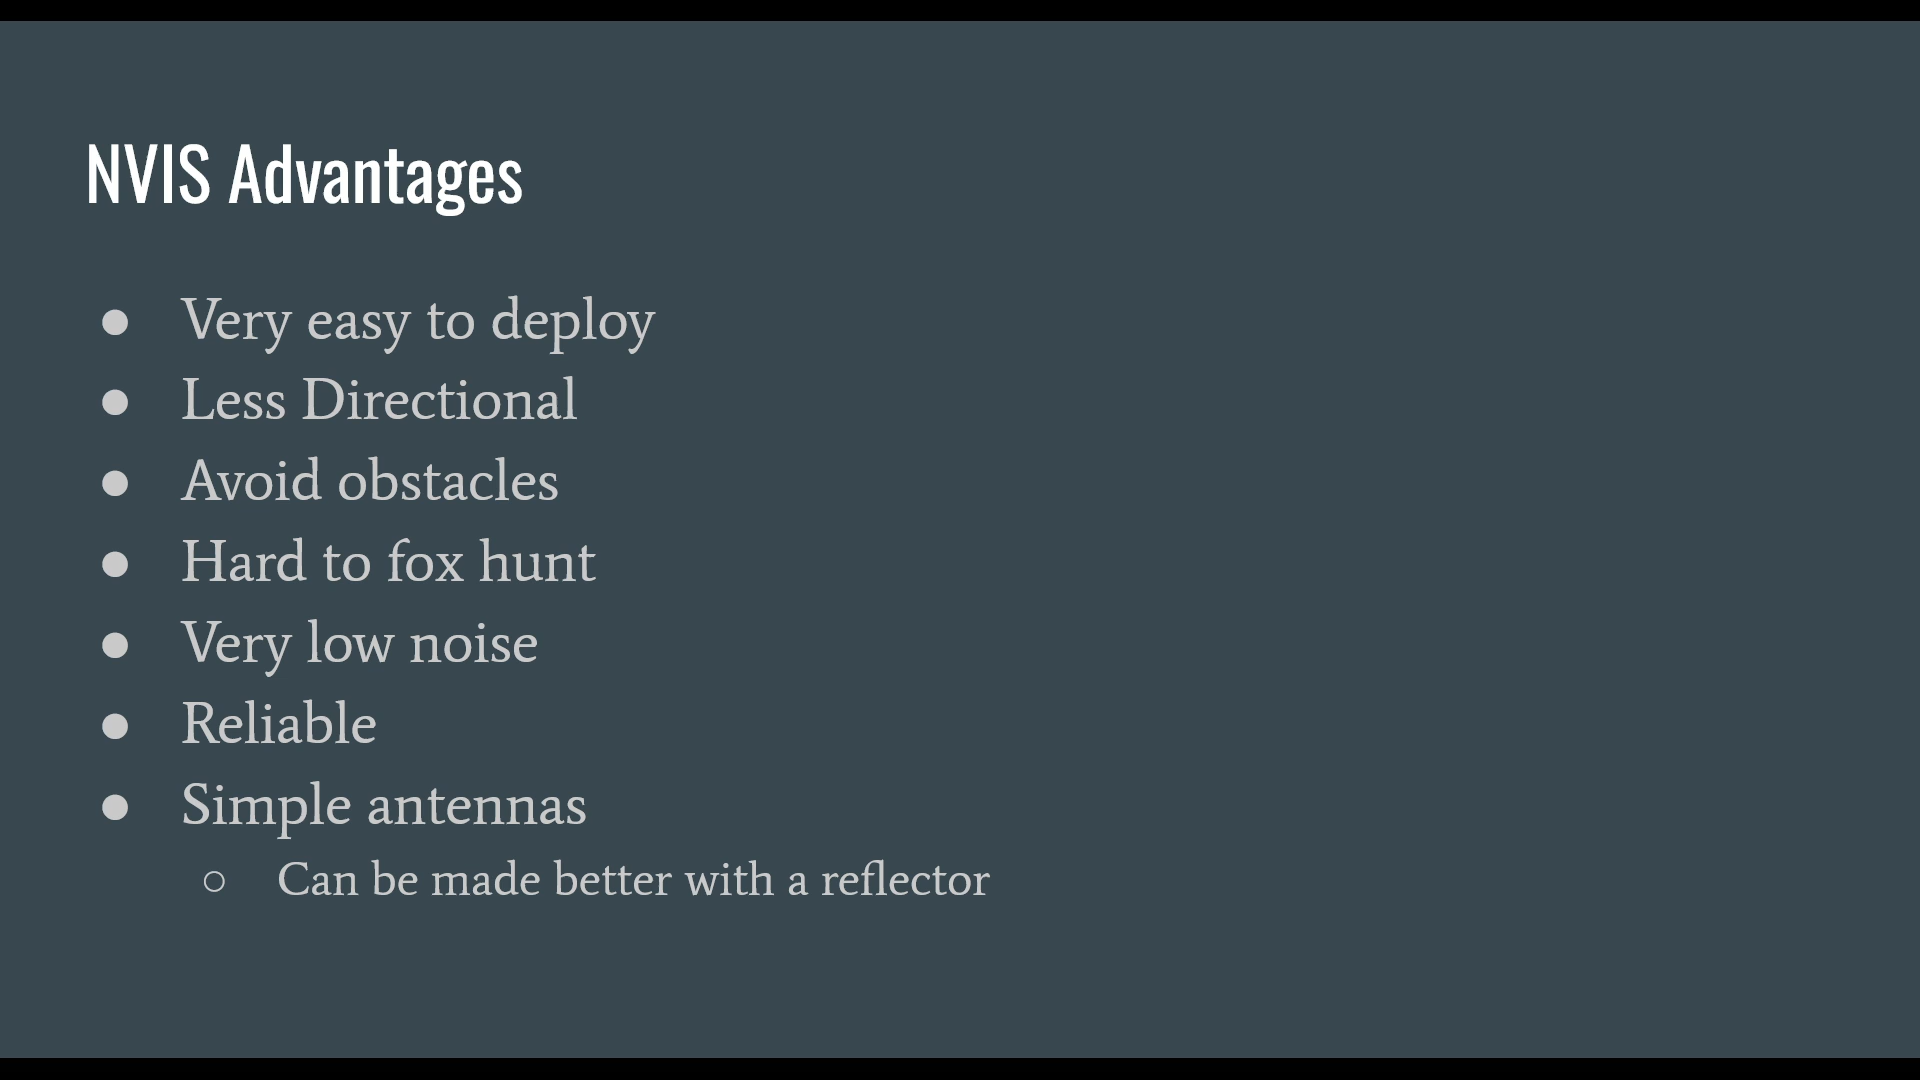 NVIS Advantages
● Very easy to deploy
● Less Directional
● Avoid obstacles
● Hard to fox hunt
● Very low noise
● Reliable
● Simple antennas
○ Can be made better with a reflector